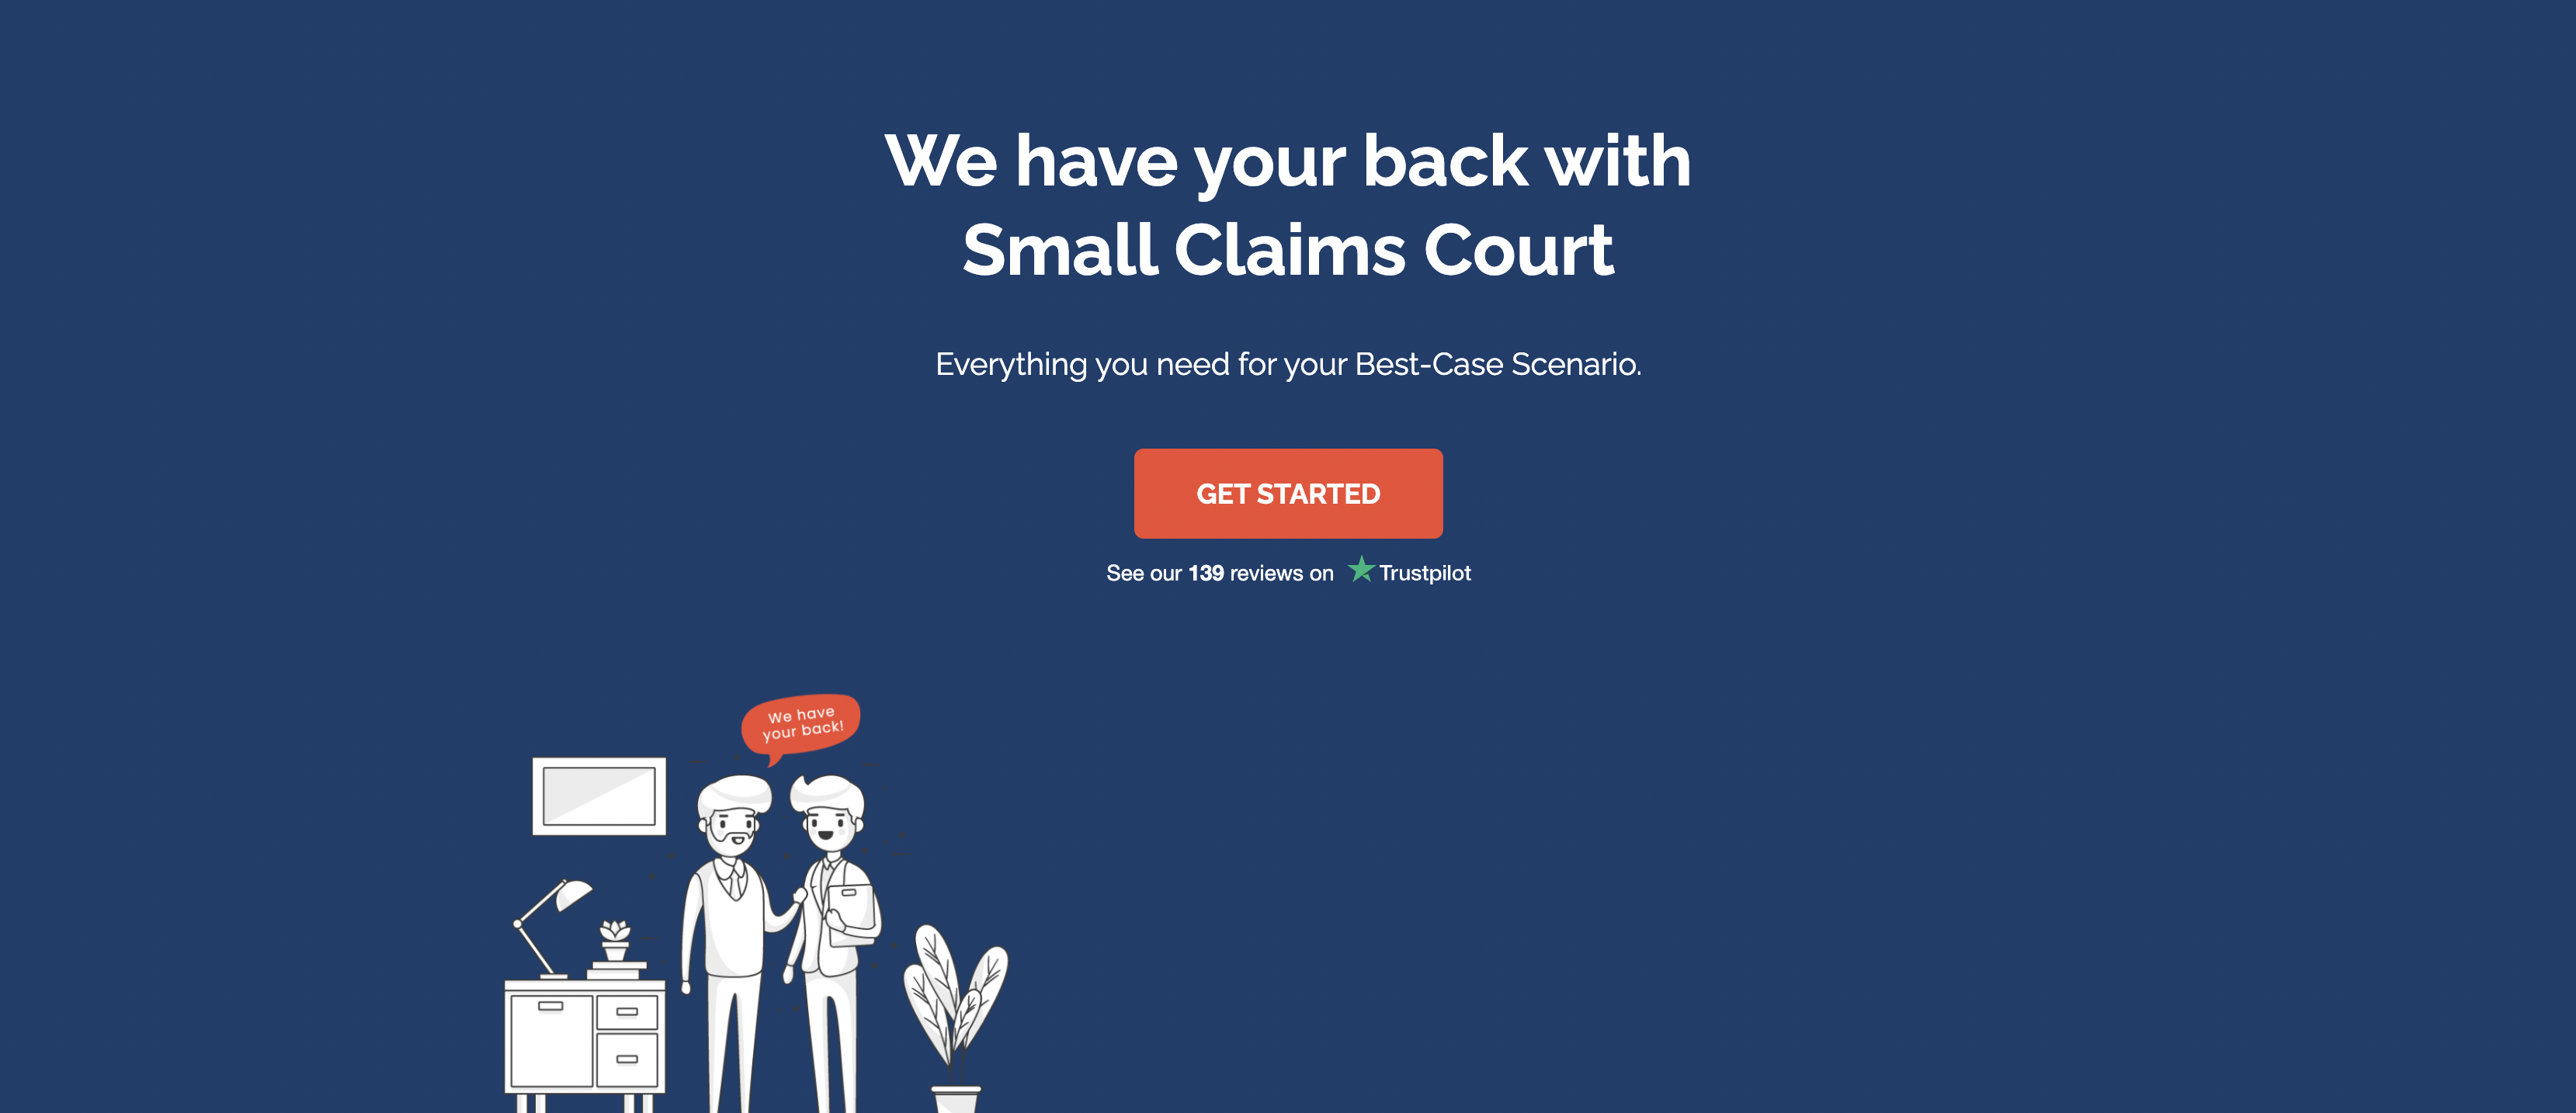 We have your back with
Small Claims Court
Everything you need for your Best-Case Scenario.
GET STARTED
See our 139 reviews on Trustpilot
We have
your back!